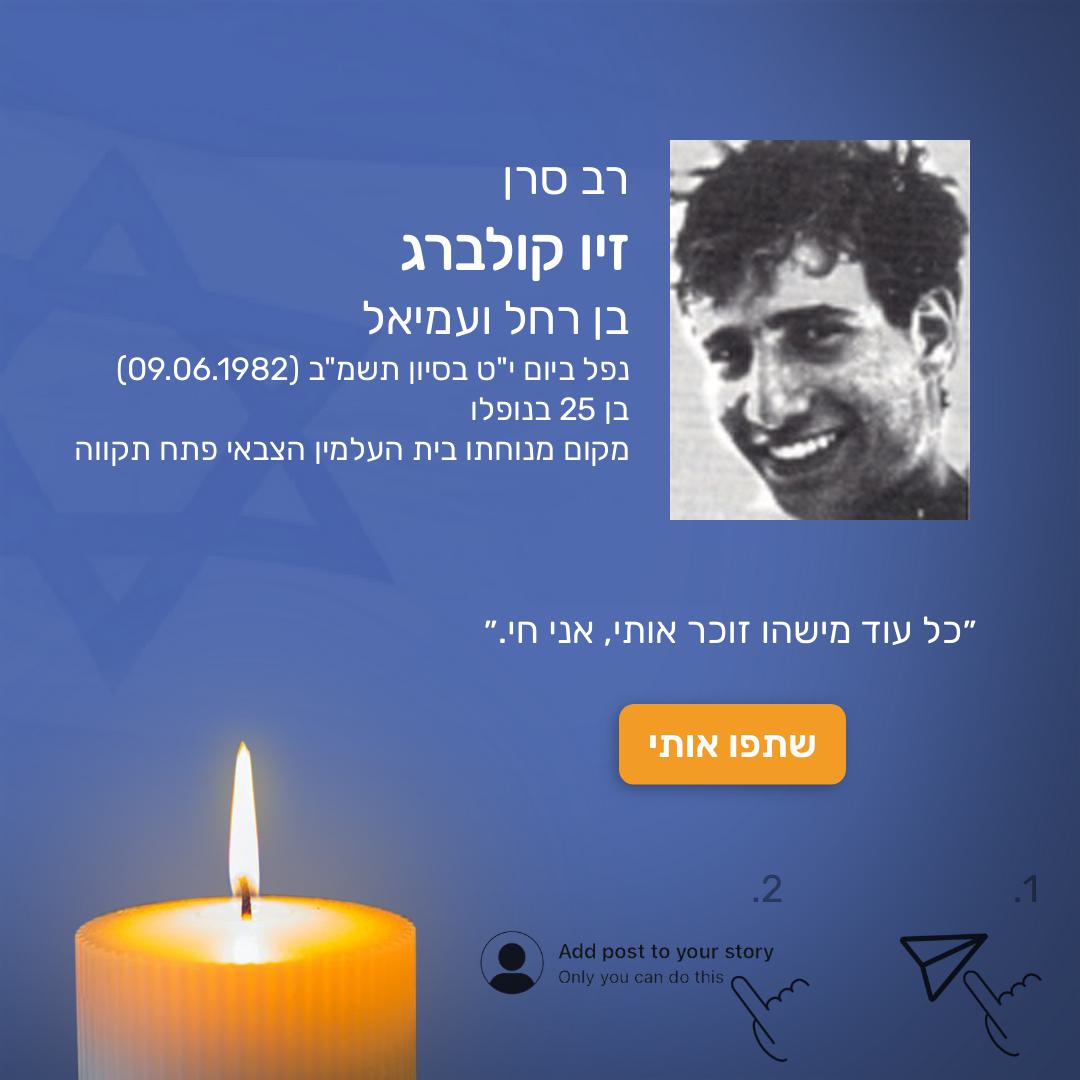 רב סרן
זיו קולברג
בן רחל ועמיאל
נפל ביום י"ט בסיון תשמ"ב (09.06.1982)
בן 25 בנופלו
מקום מנוחתו בית העלמין הצבאי פתח תקווה
״כל עוד מישהו זוכר אותי, אני חי.״
שתפו אותי
.1
.2
Add post to your story
Only you can do this